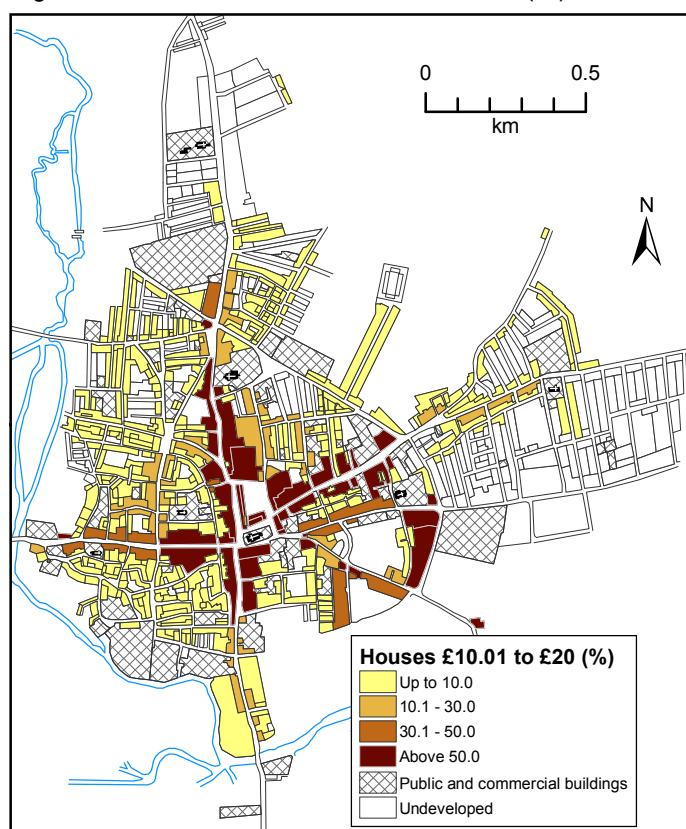 0 0.5
km
N
Houses £10.01 to £20 (%)
Up to 10.0
10.1 - 30.0
30.1 - 50.0
Above 50.0
Public and commercial buildings
Undeveloped